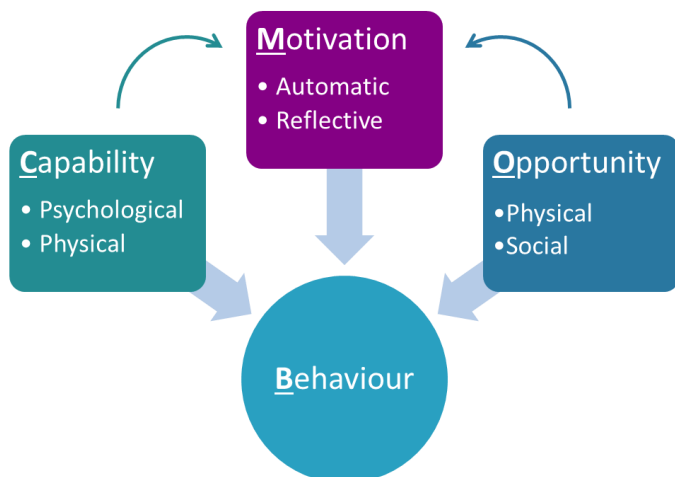 Motivation
• Automatic
• Reflective
Capability
• Psychological
• Physical
Opportunity
•Physical
•Social
Behaviour